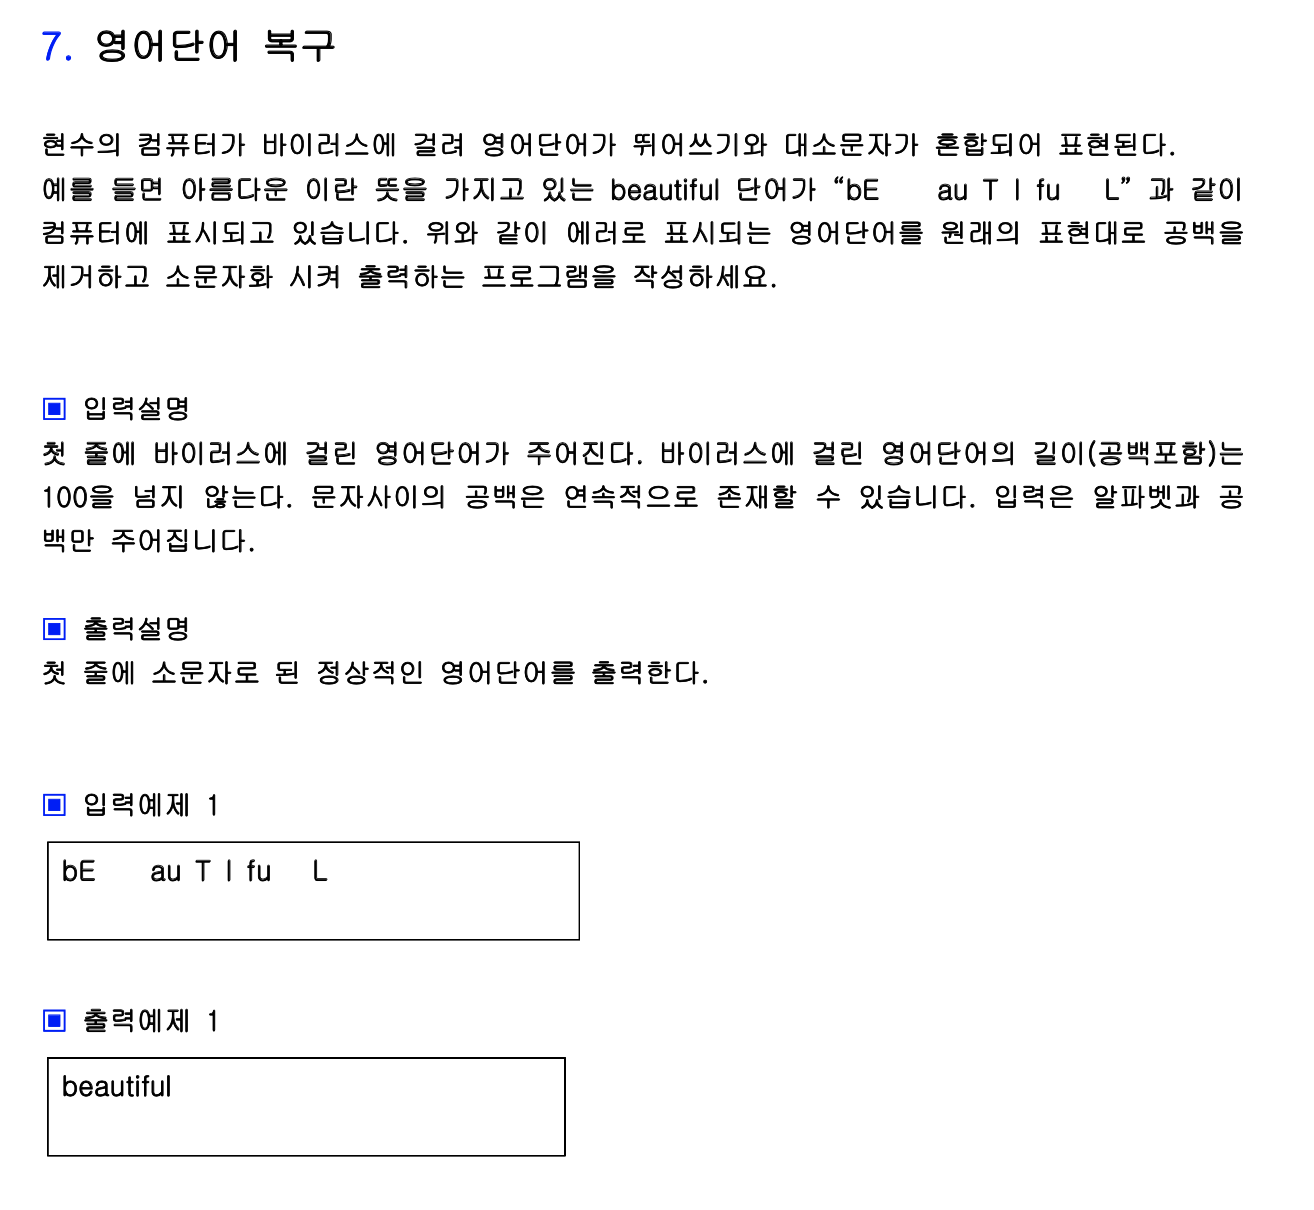 7. 영어단어 복구
현수의 컴퓨터가 바이러스에 걸려 영어단어가 뛰어쓰기와 대소문자가 혼합되어 표현된다.
예를 들면 아름다운 이란 뜻을 가지고 있는 beautiful 단어가 “bE au T I fu L” 과 같이
컴퓨터에 표시되고 있습니다. 위와 같이 에러로 표시되는 영어단어를 원래의 표현대로 공백을
제거하고 소문자화 시켜 출력하는 프로그램을 작성하세요.
▣ 입력설명
첫 줄에 바이러스에 걸린 영어단어가 주어진다. 바이러스에 걸린 영어단어의 길이(공백포함)는
100을 넘지 않는다. 문자사이의 공백은 연속적으로 존재할 수 있습니다. 입력은 알파벳과 공
백만 주어집니다.
▣ 출력설명
첫 줄에 소문자로 된 정상적인 영어단어를 출력한다.
▣ 입력예제 1
bE au T I fu L
▣ 출력예제 1
beautiful